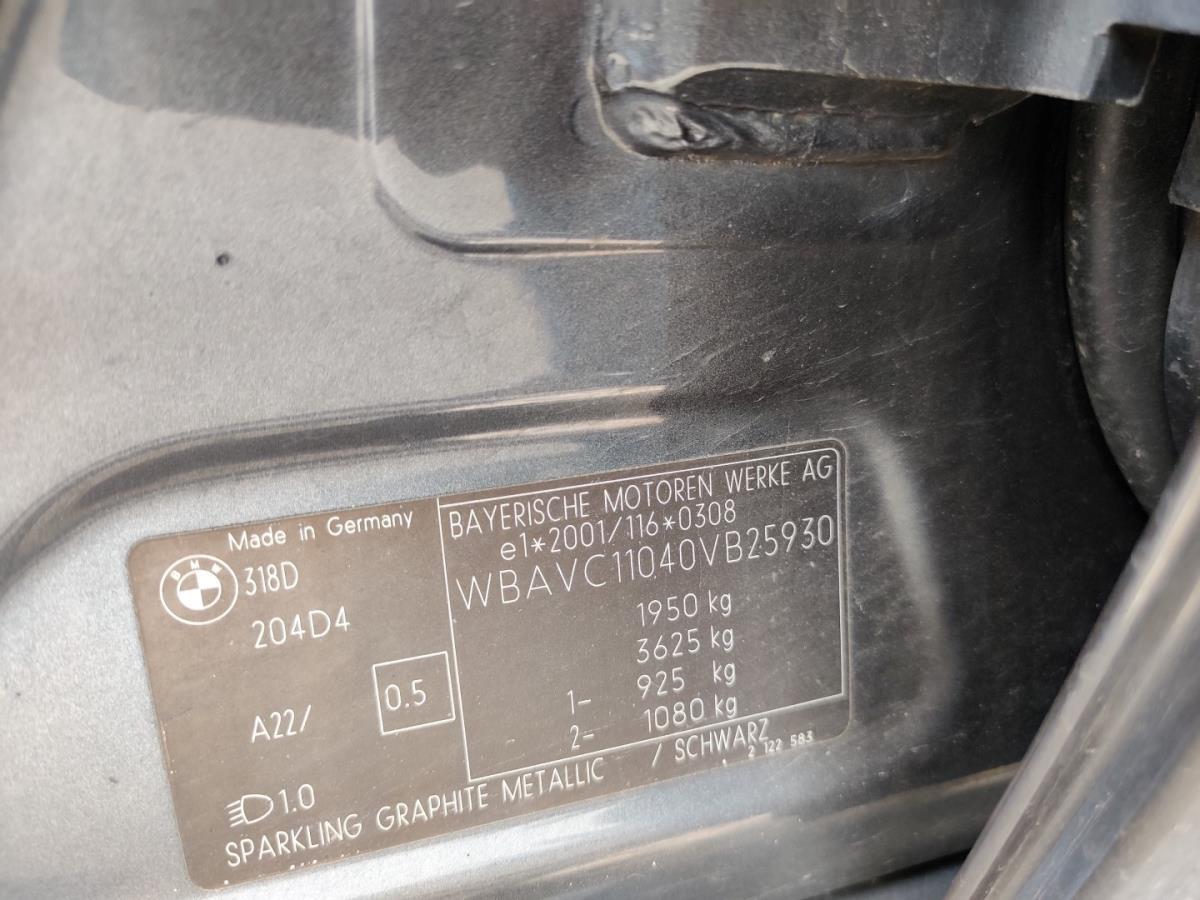 Made in Germany
BMW
318D
204D4
A22/
0.5
1.0
BAYERISCHE MOTOREN WERKE AG
e1*2001/116*0308
WBAVC11040VB25930
1950 kg
3625 kg
1- 925 kg
2- 1080 kg
SPARKLING GRAPHITE METALLIC / SCHWARZ
2 122 583